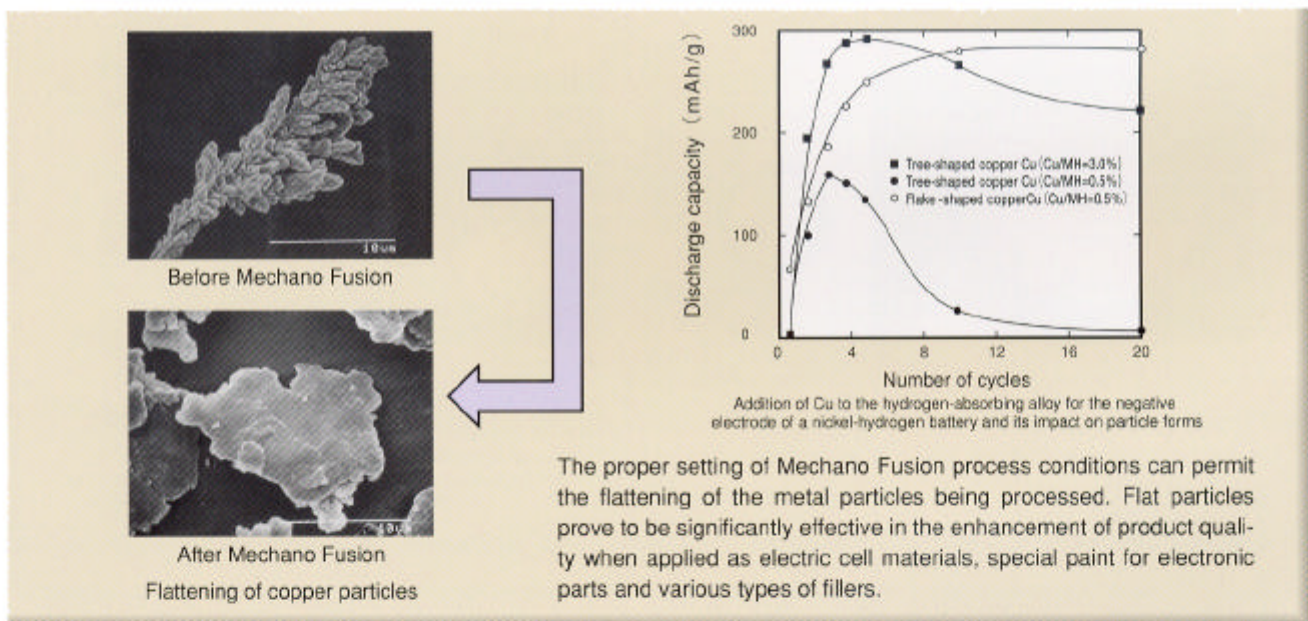 10um
Before Mechano Fusion
10um
After Mechano Fusion
Flattening of copper particles
Discharge capacity (mAh/g)
300
200
100
0
■ Tree-shaped copper Cu (Cu/MH=3.0%)
● Tree-shaped copper Cu (Cu/MH=0.5%)
○ Flake-shaped copperCu (Cu/MH=0.5%)
0 4 8 12 16 20
Number of cycles
Addition of Cu to the hydrogen-absorbing alloy for the negative
electrode of a nickel-hydrogen battery and its impact on particle forms
The proper setting of Mechano Fusion process conditions can permit
the flattening of the metal particles being processed. Flat particles
prove to be significantly effective in the enhancement of product quali-
ty when applied as electric cell materials, special paint for electronic
parts and various types of fillers.